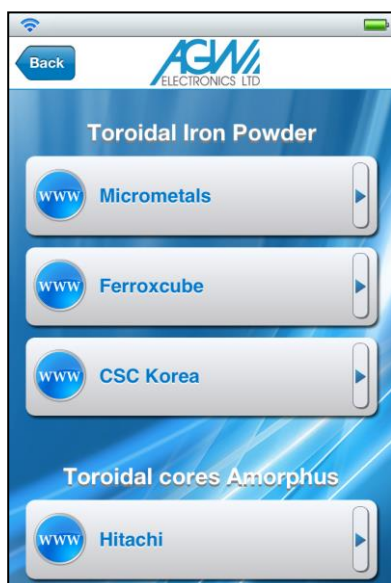 Back
AGW
ELECTRONICS LTD
Toroidal Iron Powder
www Micrometals
www Ferroxcube
www CSC Korea
Toroidal cores Amorphus
www Hitachi